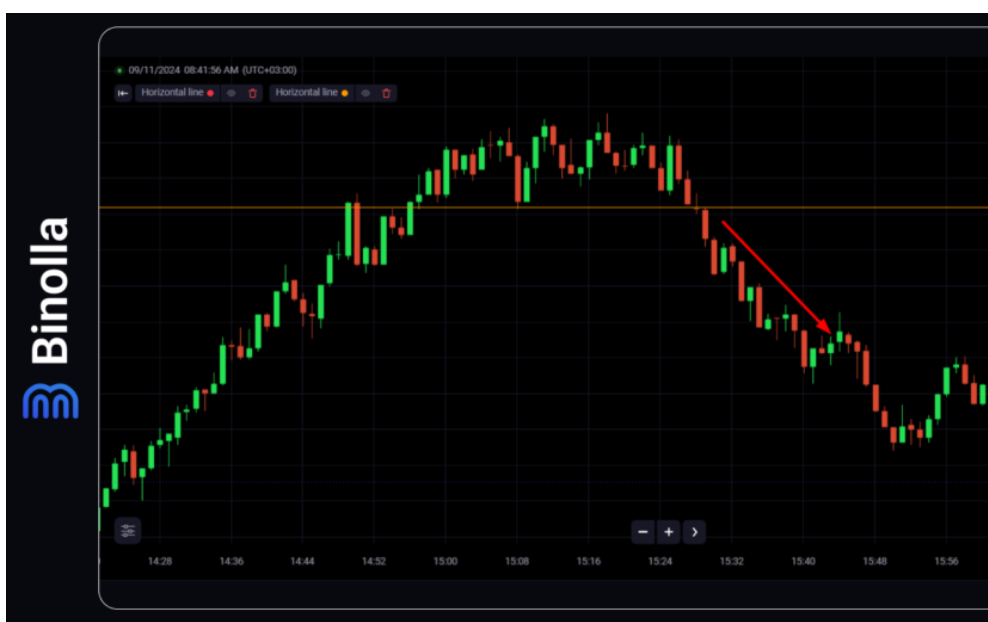 09/11/2024 08:41:56 AM (UTC+03:00)
Horizontal line Horizontal line
Binolla
14:28 14:36 14:44 14:52 15:00 15:08 15:16 15:24 15:32 15:40 15:48 15:56